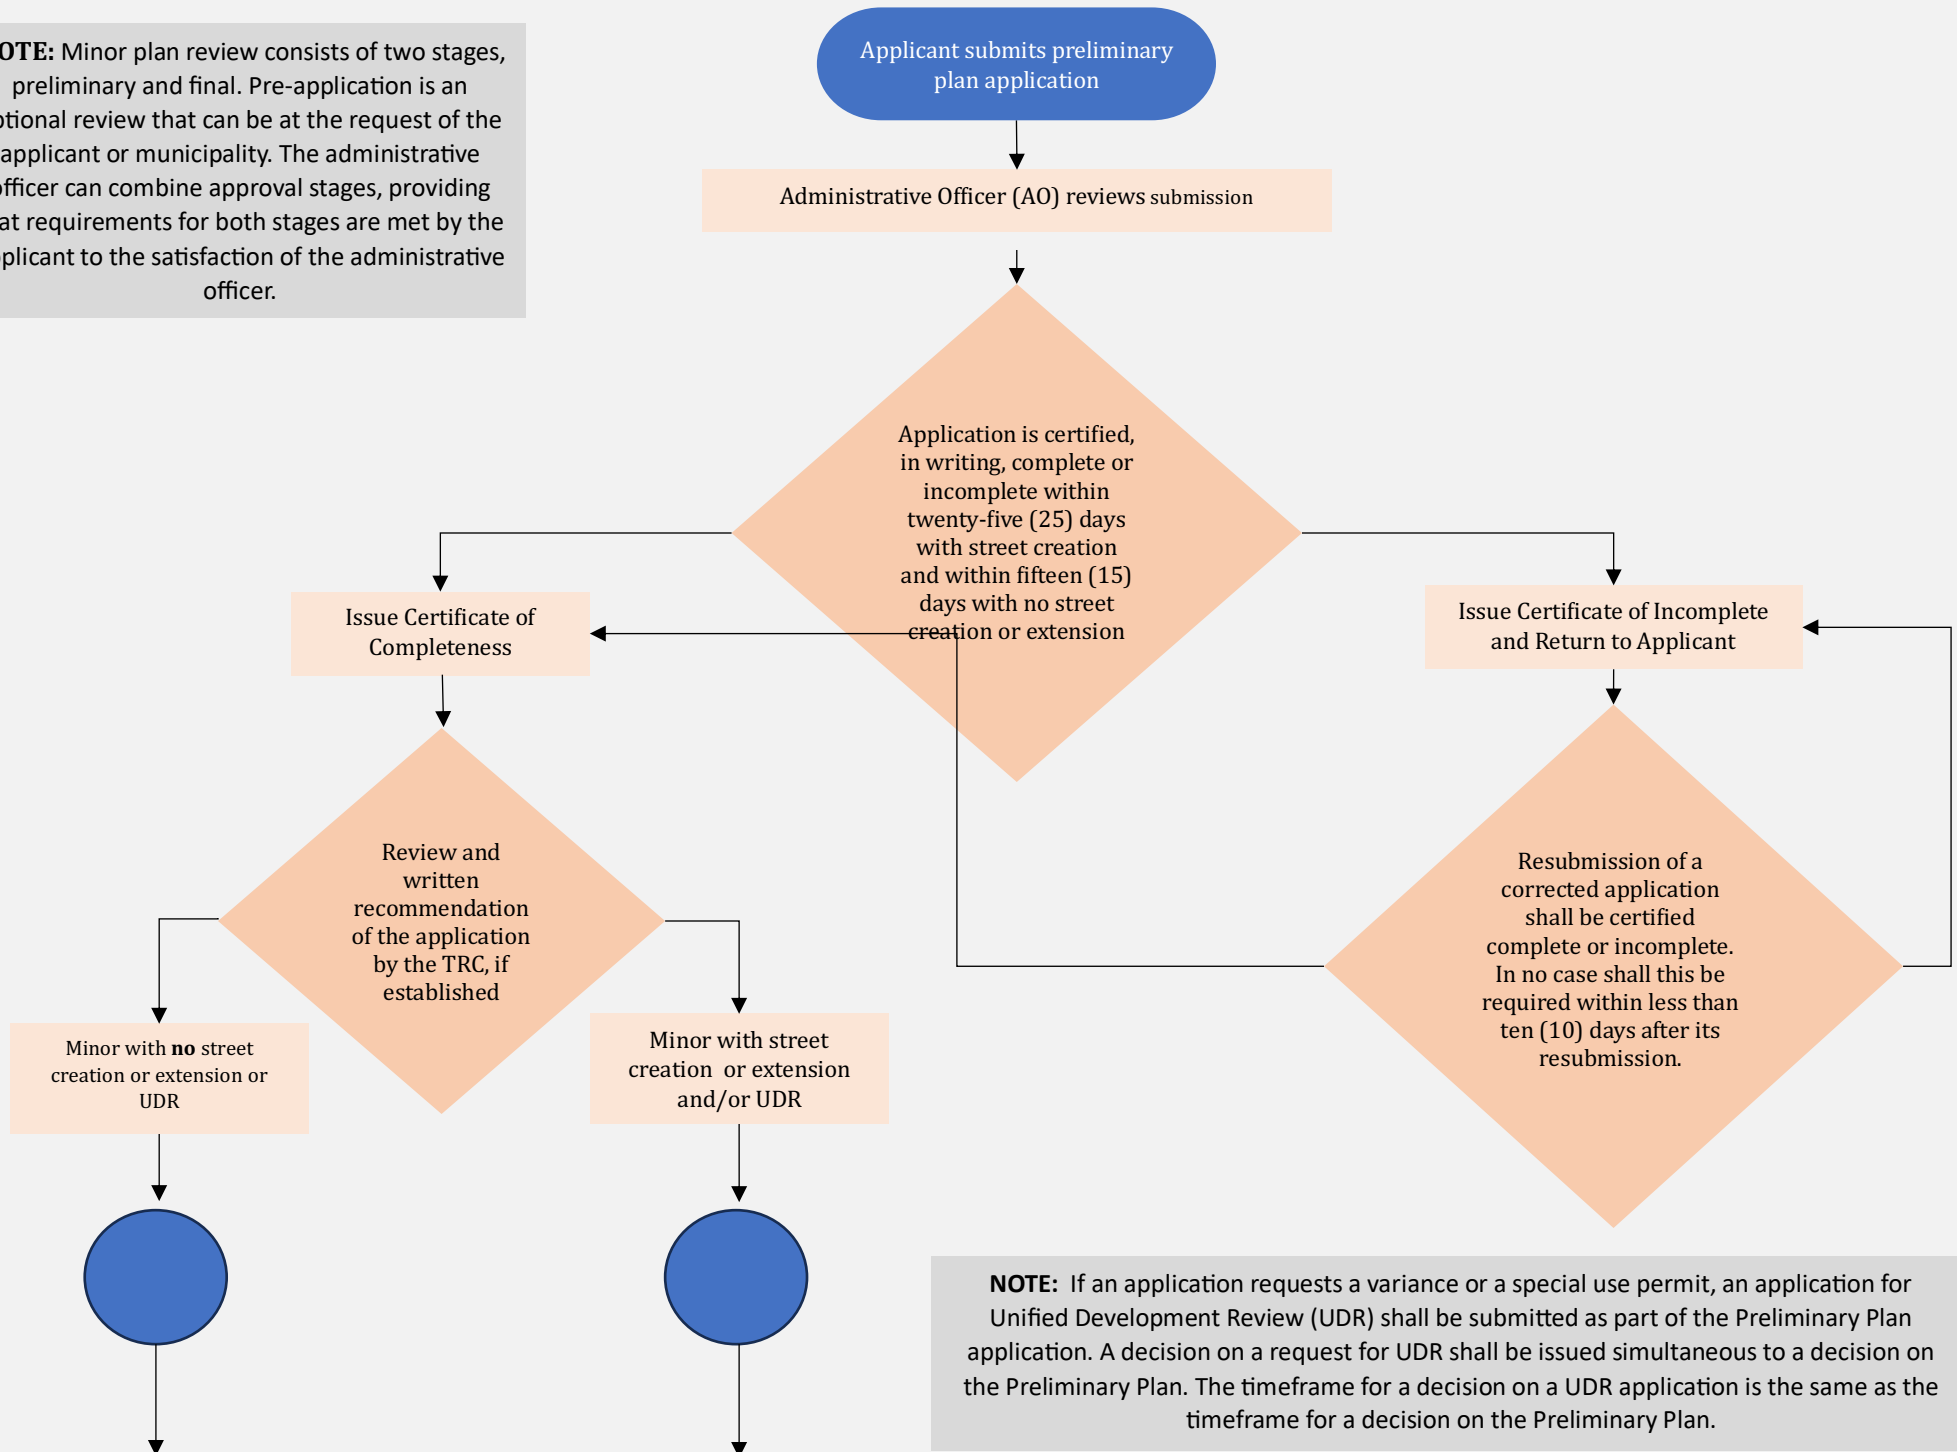 OTE: Minor plan review consists of two stages,
preliminary and final. Pre-application is an
ptional review that can be at the request of the
applicant or municipality. The administrative
officer can combine approval stages, providing
at requirements for both stages are met by the
plicant to the satisfaction of the administrative
officer.
Applicant submits preliminary
plan application
Administrative Officer (AO) reviews submission
Application is certified,
in writing, complete or
incomplete within
twenty-five (25) days
with street creation
and within fifteen (15)
days with no street
creation or extension
Issue Certificate of
Completeness
Issue Certificate of Incomplete
and Return to Applicant
Review and
written
recommendation
of the application
by the TRC, if
established
Resubmission of a
corrected application
shall be certified
complete or incomplete.
In no case shall this be
required within less than
ten (10) days after its
resubmission.
Minor with no street
creation or extension or
UDR
Minor with street
creation  or extension
and/or UDR
NOTE:  If an application requests a variance or a special use permit, an application for
Unified Development Review (UDR) shall be submitted as part of the Preliminary Plan
application. A decision on a request for UDR shall be issued simultaneous to a decision on
the Preliminary Plan. The timeframe for a decision on a UDR application is the same as the
timeframe for a decision on the Preliminary Plan.